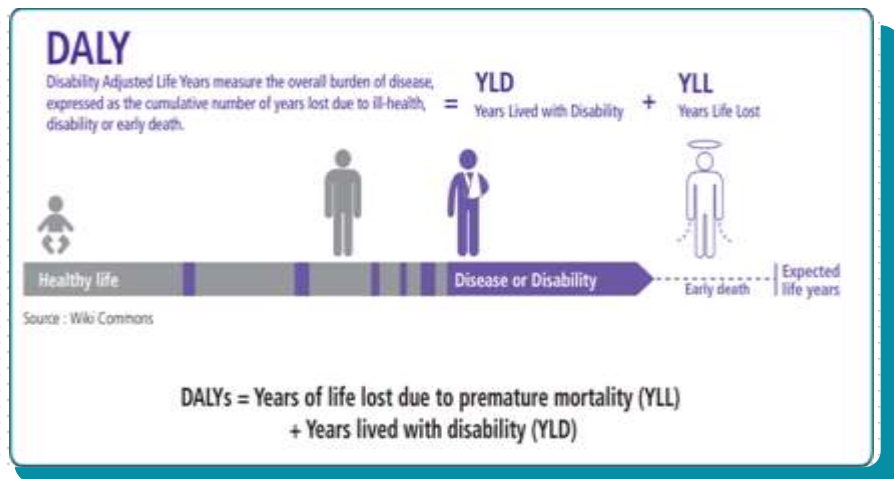 DALY
Disability Adjusted Life Years measure the overall burden of disease,
expressed as the cumulative number of years lost due to ill-health,
disability or early death.
=
YLD
Years Lived with Disability
+
YLL
Years Life Lost
Healthy life
Disease or Disability
Early death
Expected
life years
Source : Wiki Commons
DALYs = Years of life lost due to premature mortality (YLL)
+ Years lived with disability (YLD)